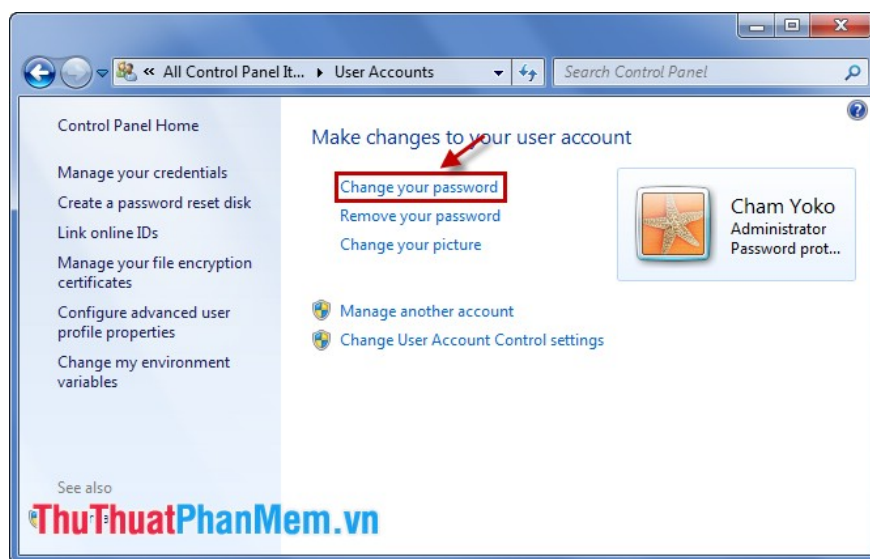 « All Control Panel It... ▸ User Accounts
Search Control Panel
Control Panel Home
Manage your credentials
Create a password reset disk
Link online IDs
Manage your file encryption
certificates
Configure advanced user
profile properties
Change my environment
variables
See also
Make changes to your user account
Change your password
Remove your password
Change your picture
Manage another account
Change User Account Control settings
Cham Yoko
Administrator
Password prot...
ThuThuatPhanMem.vn